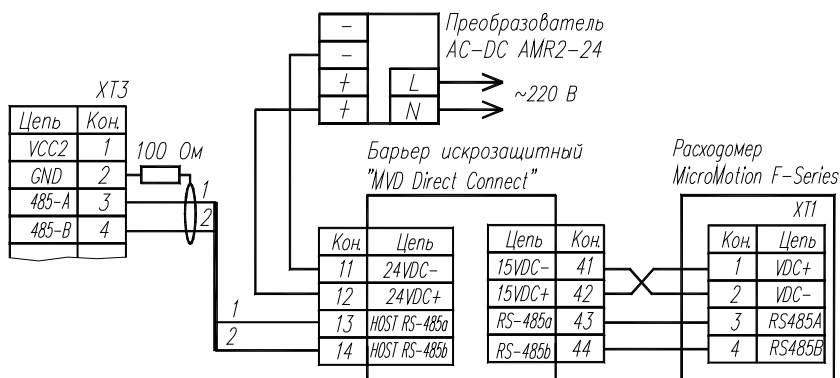 Преобразователь
AC-DC AMR2-24
−
−
+
+
L
N
~220 В
XT3
Цепь Кон.
VCC2 1
GND 2
485-A 3
485-B 4
100 Ом
1
2
1
2
Барьер искрозащитный
"MVD Direct Connect"
Кон. Цепь
11 24VDC-
12 24VDC+
13 HOST RS-485a
14 HOST RS-485b
Цепь Кон.
15VDC- 41
15VDC+ 42
RS-485a 43
RS-485b 44
Расходомер
MicroMotion F-Series
XT1
Кон. Цепь
1 VDC+
2 VDC-
3 RS485A
4 RS485B